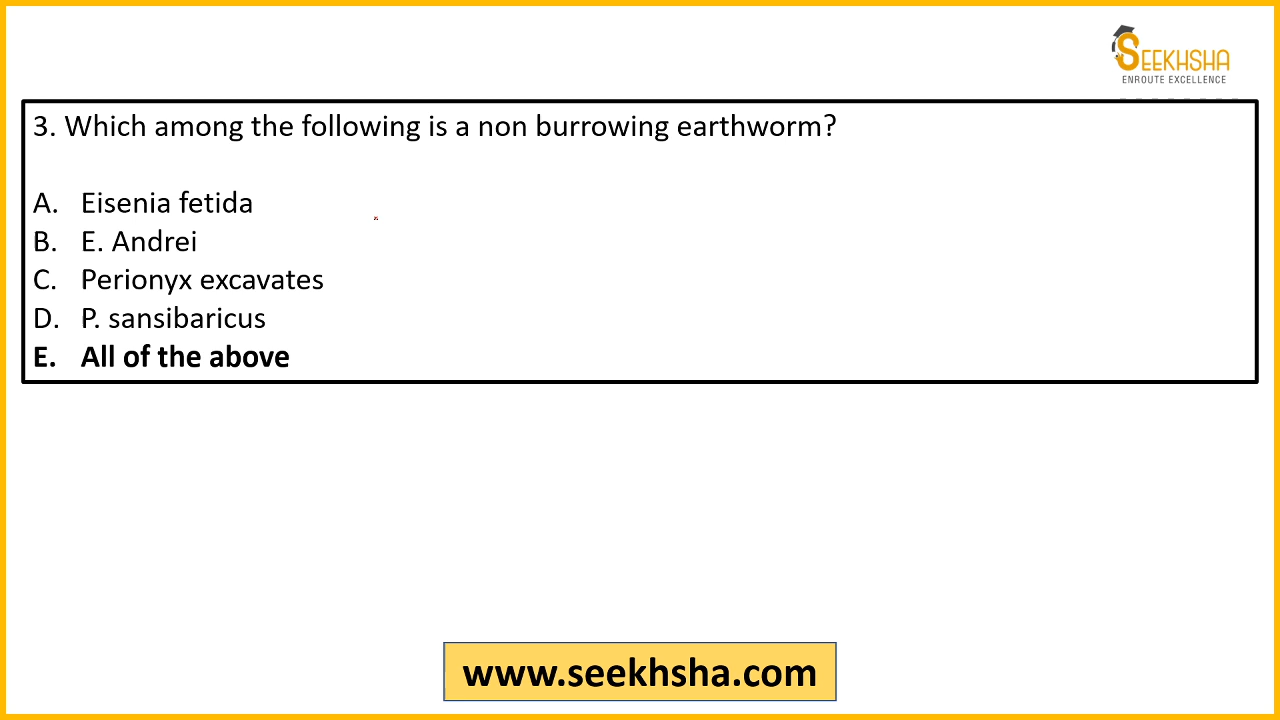 SEEKHSHA
ENROUTE EXCELLENCE
3. Which among the following is a non burrowing earthworm?
A. Eisenia fetida
B. E. Andrei
C. Perionyx excavates
D. P. sansibaricus
E. All of the above
www.seekhsha.com